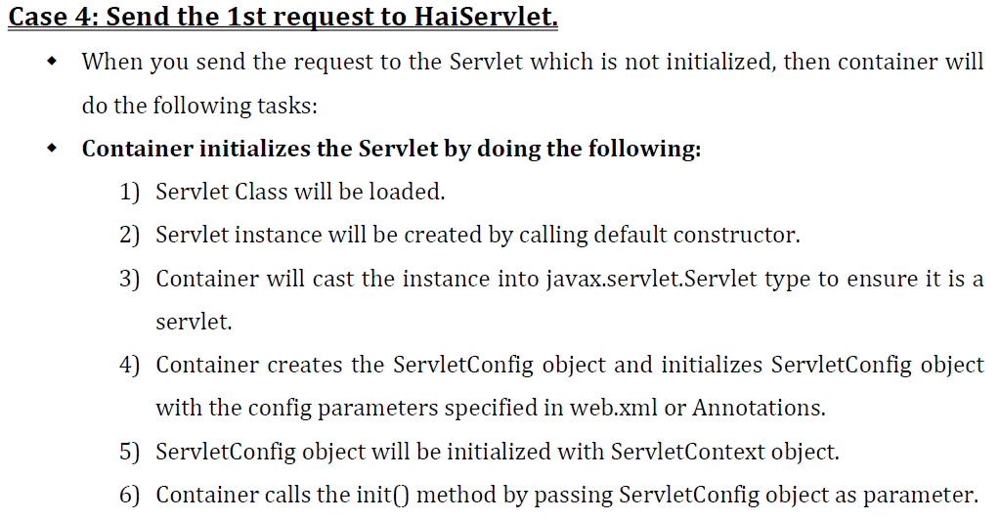 Case 4: Send the 1st request to HaiServlet.
◆ When you send the request to the Servlet which is not initialized, then container will
do the following tasks:
◆ Container initializes the Servlet by doing the following:
1) Servlet Class will be loaded.
2) Servlet instance will be created by calling default constructor.
3) Container will cast the instance into javax.servlet.Servlet type to ensure it is a
servlet.
4) Container creates the ServletConfig object and initializes ServletConfig object
with the config parameters specified in web.xml or Annotations.
5) ServletConfig object will be initialized with ServletContext object.
6) Container calls the init() method by passing ServletConfig object as parameter.